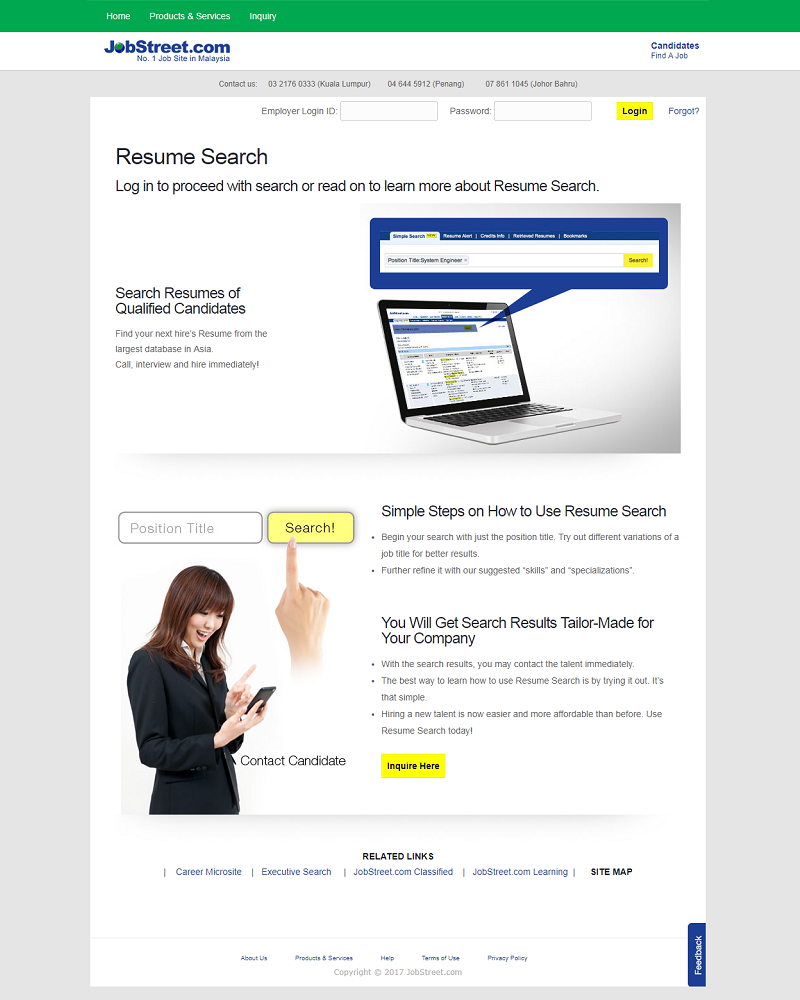 Home Products & Services Inquiry
JobStreet.com
No. 1 Job Site in Malaysia
Candidates
Find A Job
Contact us: 03 2176 0333 (Kuala Lumpur) 04 644 5912 (Penang) 07 861 1045 (Johor Bahru)
Employer Login ID: Password: Login Forgot?
Resume Search
Log in to proceed with search or read on to learn more about Resume Search.
Simple Search NEW Resume Alert | Credits Info | Retrieved Resumes | Bookmarks
Position Title:System Engineer × Search!
Search Resumes of
Qualified Candidates
Find your next hire's Resume from the
largest database in Asia.
Call, interview and hire immediately!
Position Title Search!
Contact Candidate
Simple Steps on How to Use Resume Search
• Begin your search with just the position title. Try out different variations of a
job title for better results.
• Further refine it with our suggested “skills” and “specializations”.
You Will Get Search Results Tailor-Made for
Your Company
• With the search results, you may contact the talent immediately.
• The best way to learn how to use Resume Search is by trying it out. It’s
that simple.
• Hiring a new talent is now easier and more affordable than before. Use
Resume Search today!
Inquire Here
RELATED LINKS
| Career Microsite | Executive Search | JobStreet.com Classified | JobStreet.com Learning | SITE MAP
Feedback
About Us Products & Services Help Terms of Use Privacy Policy
Copyright © 2017 JobStreet.com